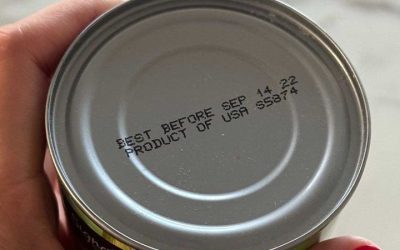 BEST BEFORE SEP 14 22
PRODUCT OF USA S5874